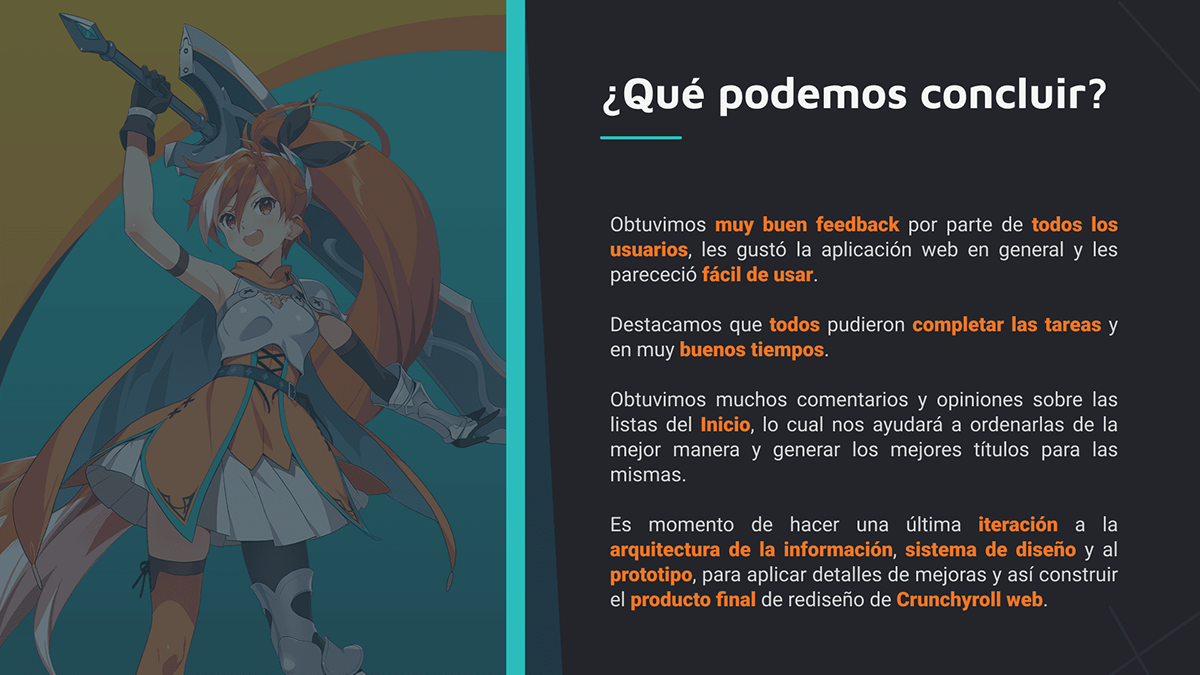 ¿Qué podemos concluir?
Obtuvimos muy buen feedback por parte de todos los
usuarios, les gustó la aplicación web en general y les
parececió fácil de usar.
Destacamos que todos pudieron completar las tareas y
en muy buenos tiempos.
Obtuvimos muchos comentarios y opiniones sobre las
listas del Inicio, lo cual nos ayudará a ordenarlas de la
mejor manera y generar los mejores títulos para las
mismas.
Es momento de hacer una última iteración a la
arquitectura de la información, sistema de diseño y al
prototipo, para aplicar detalles de mejoras y así construir
el producto final de rediseño de Crunchyroll web.